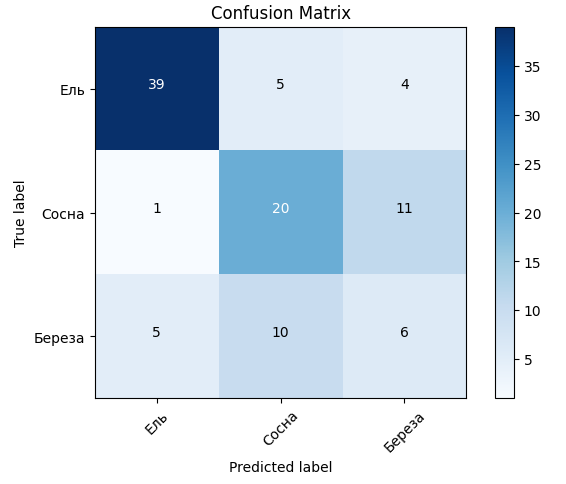 Confusion Matrix
Ель
39
5
4
Сосна
1
20
11
Береза
5
10
6
Ель
Сосна
Береза
Predicted label
True label
35
30
25
20
15
10
5